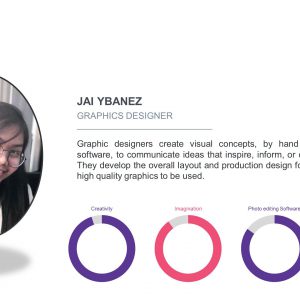 JAI YBANEZ
GRAPHICS DESIGNER
Graphic designers create visual concepts, by hand
software, to communicate ideas that inspire, inform, or
They develop the overall layout and production design
high quality graphics to be used.
Creativity
Imagination
Photo editing Software